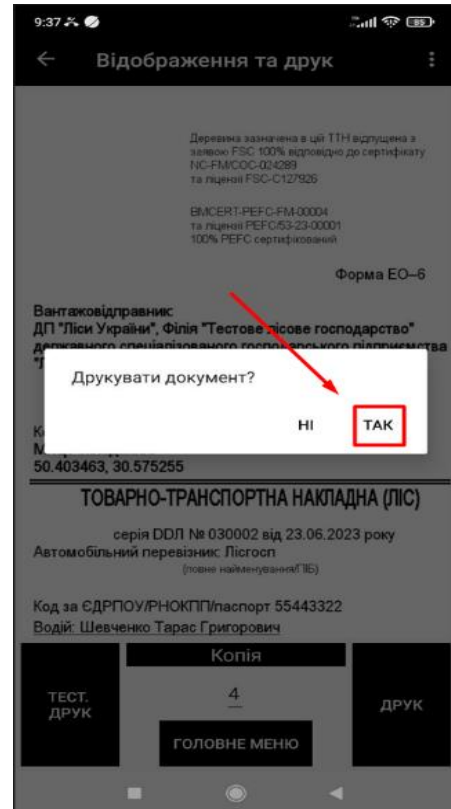 9:37
85
Відображення та друк
Деревина зазначена в цій ТТН відпущена з
заявою FSC 100% відповідно до сертифікату
NC-FM/COC-024289
та ліцензії FSC-C127926
BMCERT-PEFC-FM-00004
та ліцензії PEFC/53-23-00001
100% PEFC сертифікований
Форма ЕО–6
Вантажовідправник:
ДП "Ліси України", Філія "Тестове лісове господарство"
державного спеціалізованого господарського підприємства
"Л
Друкувати документ?
НІ
ТАК
К
М
50.403463, 30.575255
ТОВАРНО-ТРАНСПОРТНА НАКЛАДНА (ЛІС)
серія DDЛ № 030002 від 23.06.2023 року
Автомобільний перевізник: Лісгосп
(повне найменування/ПІБ)
Код за ЄДРПОУ/РНОКПП/паспорт 55443322
Водій: Шевченко Тарас Григорович
Копія
ТЕСТ.
ДРУК
4
ДРУК
ГОЛОВНЕ МЕНЮ